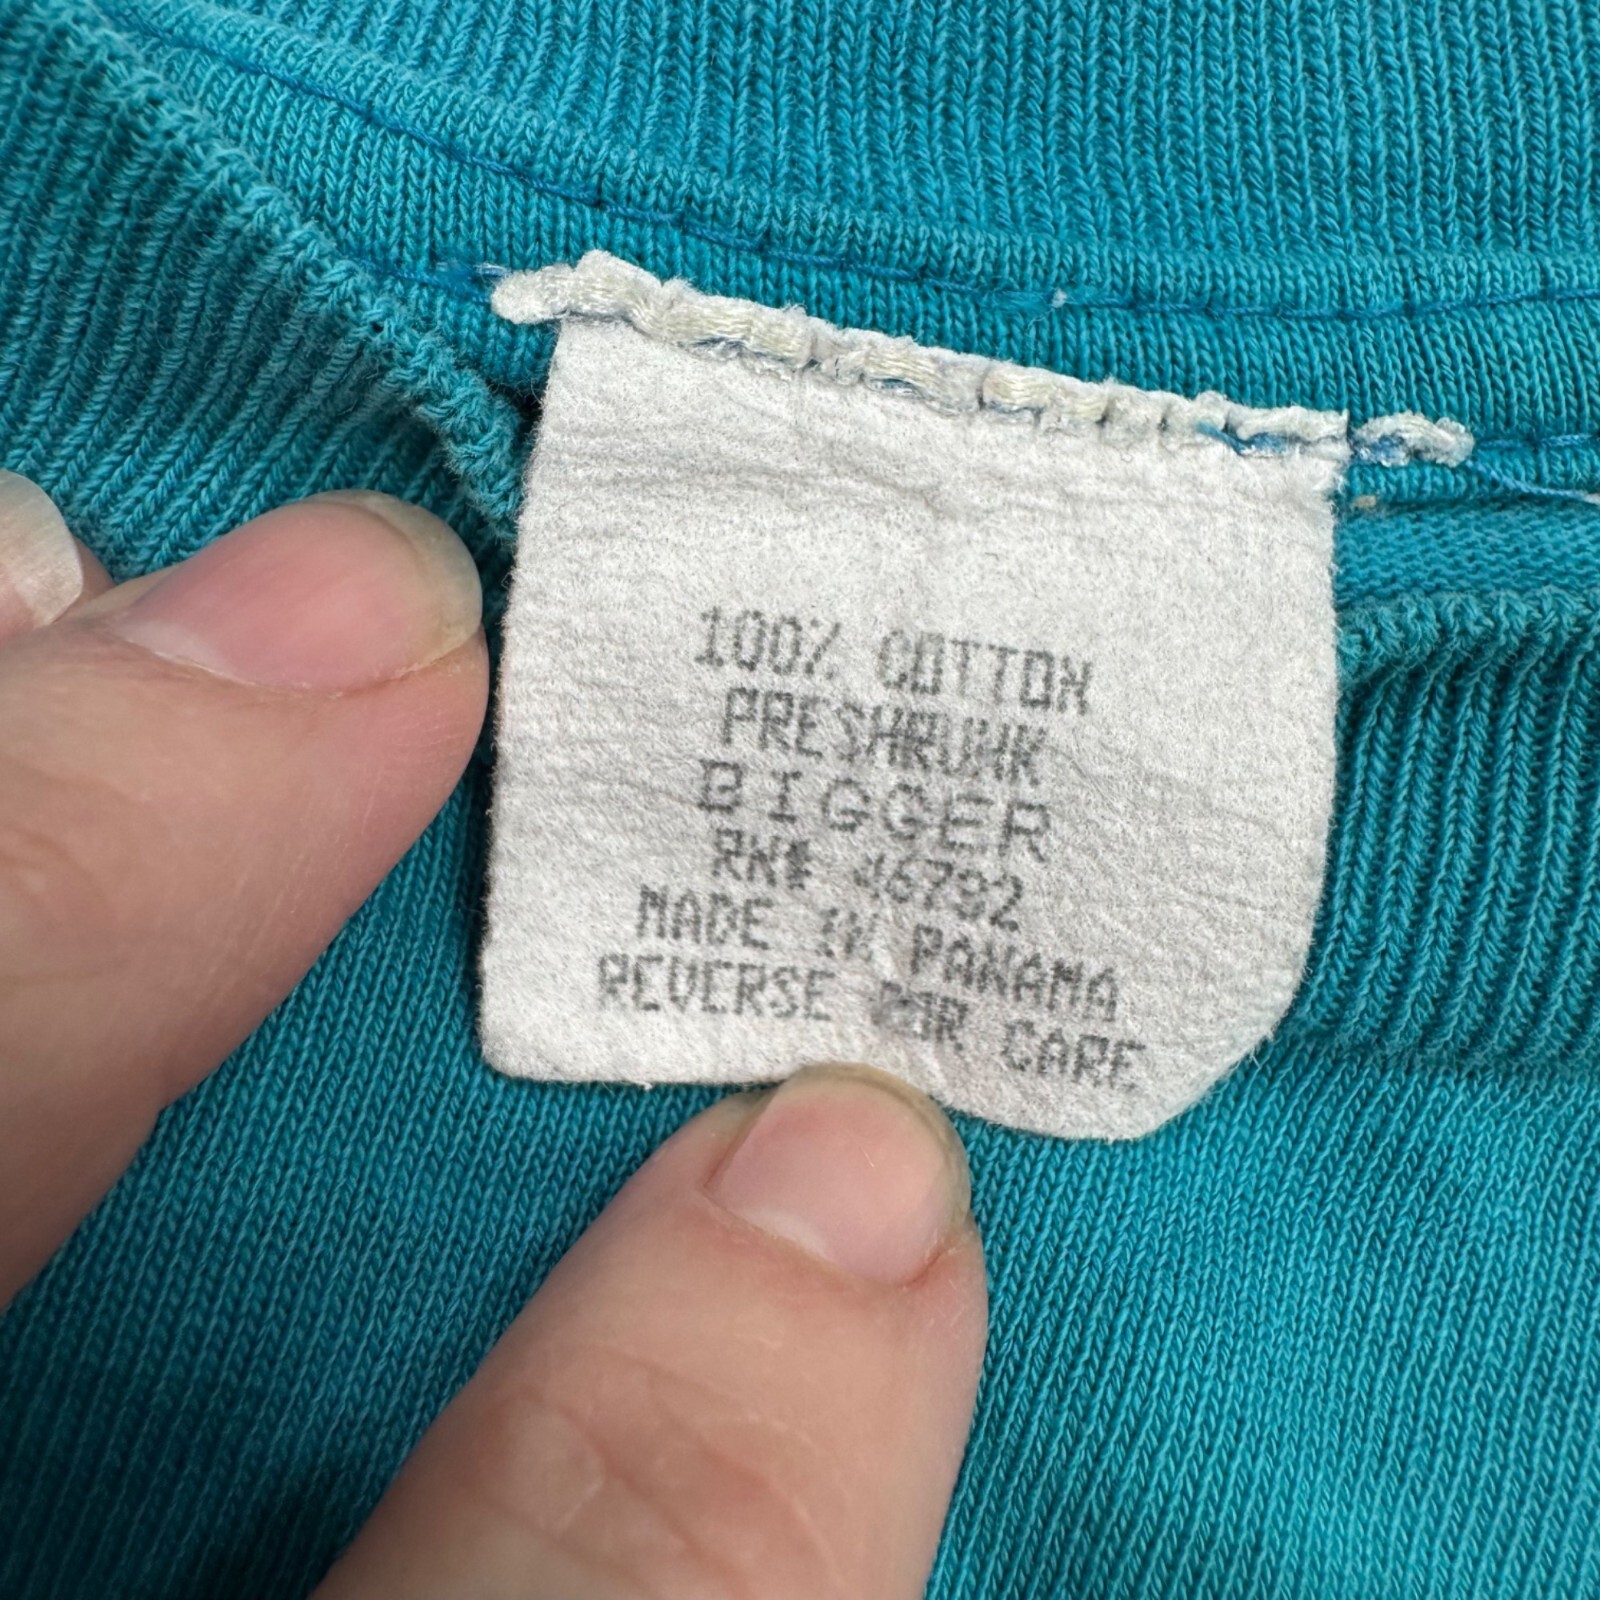 100% COTTON
PRESHRUNK
BIGGER
RN# 46792
MADE IN PANAMA
REVERSE FOR CARE